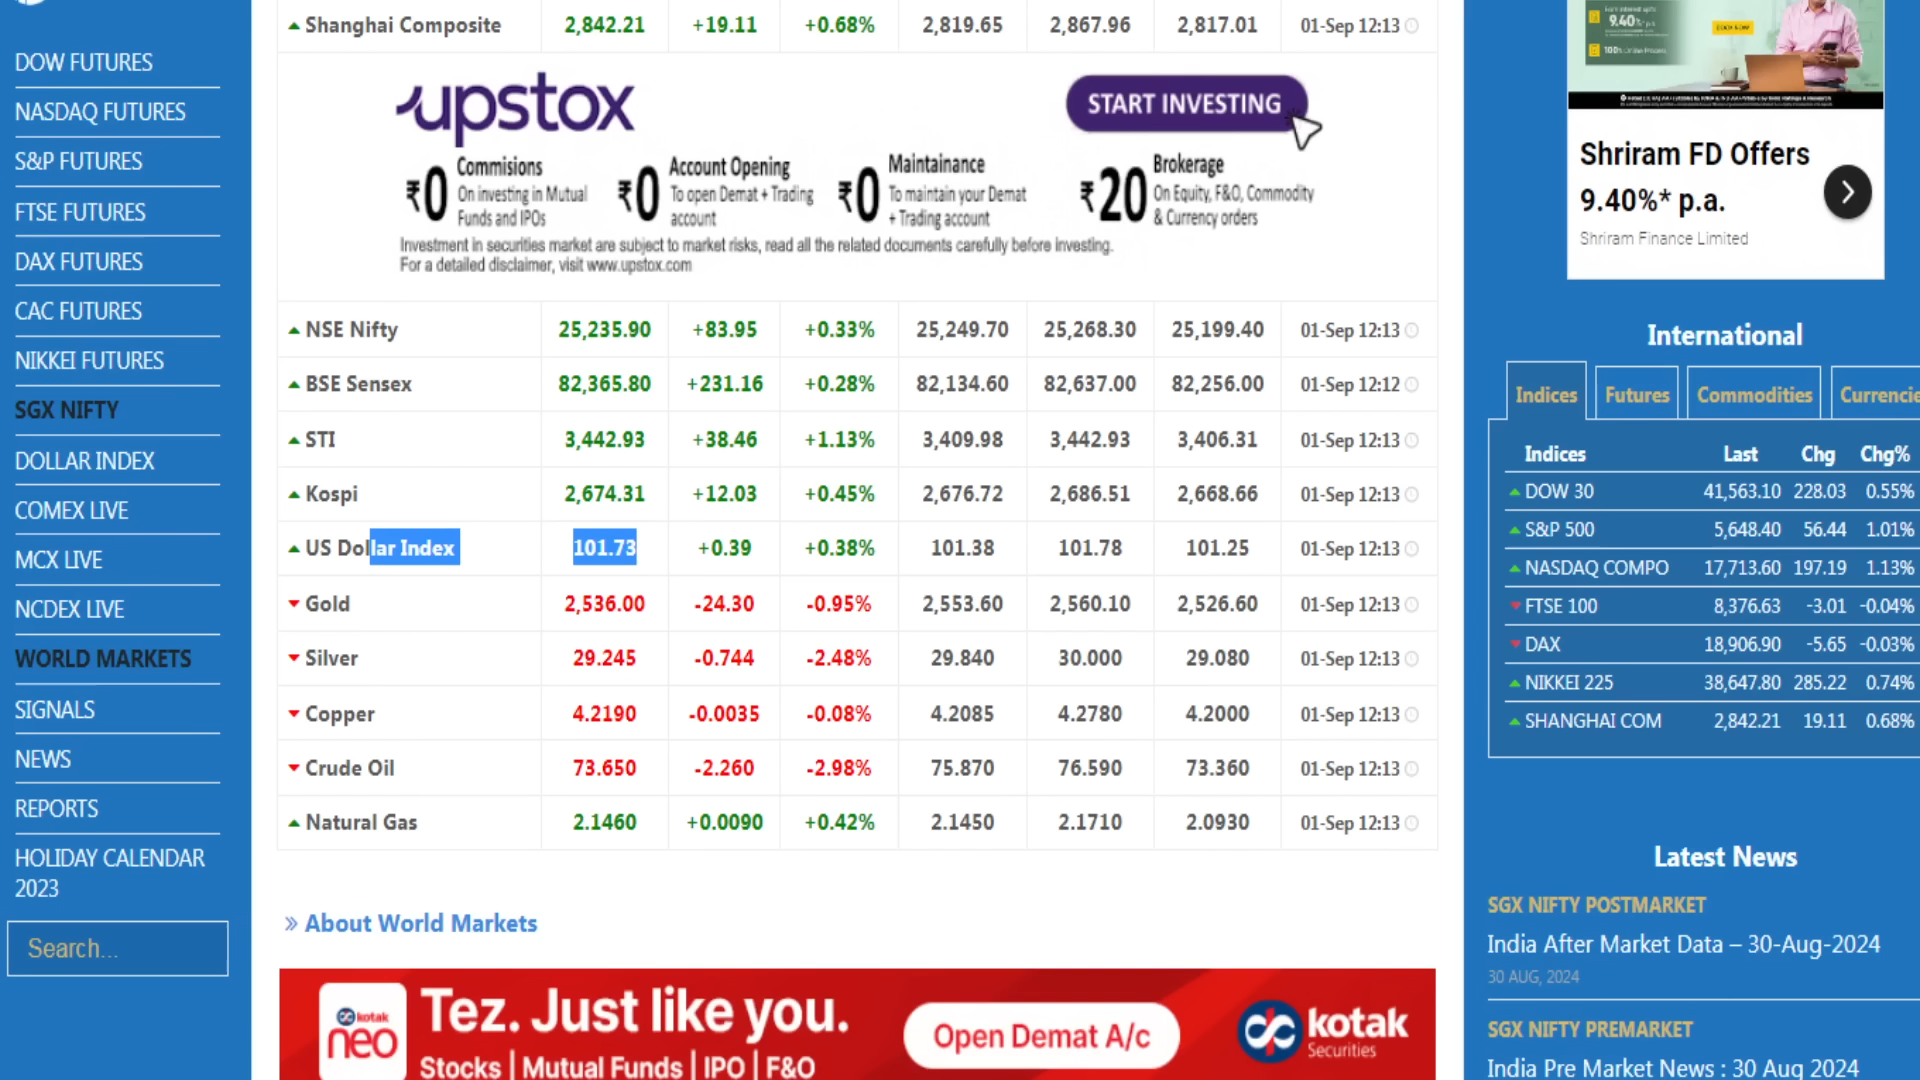 DOW FUTURES
NASDAQ FUTURES
S&P FUTURES
FTSE FUTURES
DAX FUTURES
CAC FUTURES
NIKKEI FUTURES
SGX NIFTY
DOLLAR INDEX
COMEX LIVE
MCX LIVE
NCDEX LIVE
WORLD MARKETS
SIGNALS
NEWS
REPORTS
HOLIDAY CALENDAR
2023
Search...
Shanghai Composite 2,842.21 +19.11 +0.68% 2,819.65 2,867.96 2,817.01 01-Sep 12:13
upstox
START INVESTING
₹0 Commisions
On investing in Mutual
Funds and IPOs
₹0 Account Opening
To open Demat + Trading
account
₹0 Maintainance
To maintain your Demat
+ Trading account
₹20 Brokerage
On Equity, F&O, Commodity
& Currency orders
Investment in securities market are subject to market risks, read all the related documents carefully before investing.
For a detailed disclaimer, visit www.upstox.com
NSE Nifty 25,235.90 +83.95 +0.33% 25,249.70 25,268.30 25,199.40 01-Sep 12:13
BSE Sensex 82,365.80 +231.16 +0.28% 82,134.60 82,637.00 82,256.00 01-Sep 12:12
STI 3,442.93 +38.46 +1.13% 3,409.98 3,442.93 3,406.31 01-Sep 12:13
Kospi 2,674.31 +12.03 +0.45% 2,676.72 2,686.51 2,668.66 01-Sep 12:13
US Dollar Index 101.73 +0.39 +0.38% 101.38 101.78 101.25 01-Sep 12:13
Gold 2,536.00 -24.30 -0.95% 2,553.60 2,560.10 2,526.60 01-Sep 12:13
Silver 29.245 -0.744 -2.48% 29.840 30.000 29.080 01-Sep 12:13
Copper 4.2190 -0.0035 -0.08% 4.2085 4.2780 4.2000 01-Sep 12:13
Crude Oil 73.650 -2.260 -2.98% 75.870 76.590 73.360 01-Sep 12:13
Natural Gas 2.1460 +0.0090 +0.42% 2.1450 2.1710 2.0930 01-Sep 12:13
» About World Markets
kotak
neo
Tez. Just like you.
Stocks | Mutual Funds | IPO | F&O
Open Demat A/c
kotak
Securities
9.40%
BOOK NOW
100%
Shriram FD Offers
9.40%* p.a.
Shriram Finance Limited
International
Indices Futures Commodities Currencie
Indices Last Chg Chg%
DOW 30 41,563.10 228.03 0.55%
S&P 500 5,648.40 56.44 1.01%
NASDAQ COMPO 17,713.60 197.19 1.13%
FTSE 100 8,376.63 -3.01 -0.04%
DAX 18,906.90 -5.65 -0.03%
NIKKEI 225 38,647.80 285.22 0.74%
SHANGHAI COM 2,842.21 19.11 0.68%
Latest News
SGX NIFTY POSTMARKET
India After Market Data – 30-Aug-2024
30 AUG, 2024
SGX NIFTY PREMARKET
India Pre Market News : 30 Aug 2024